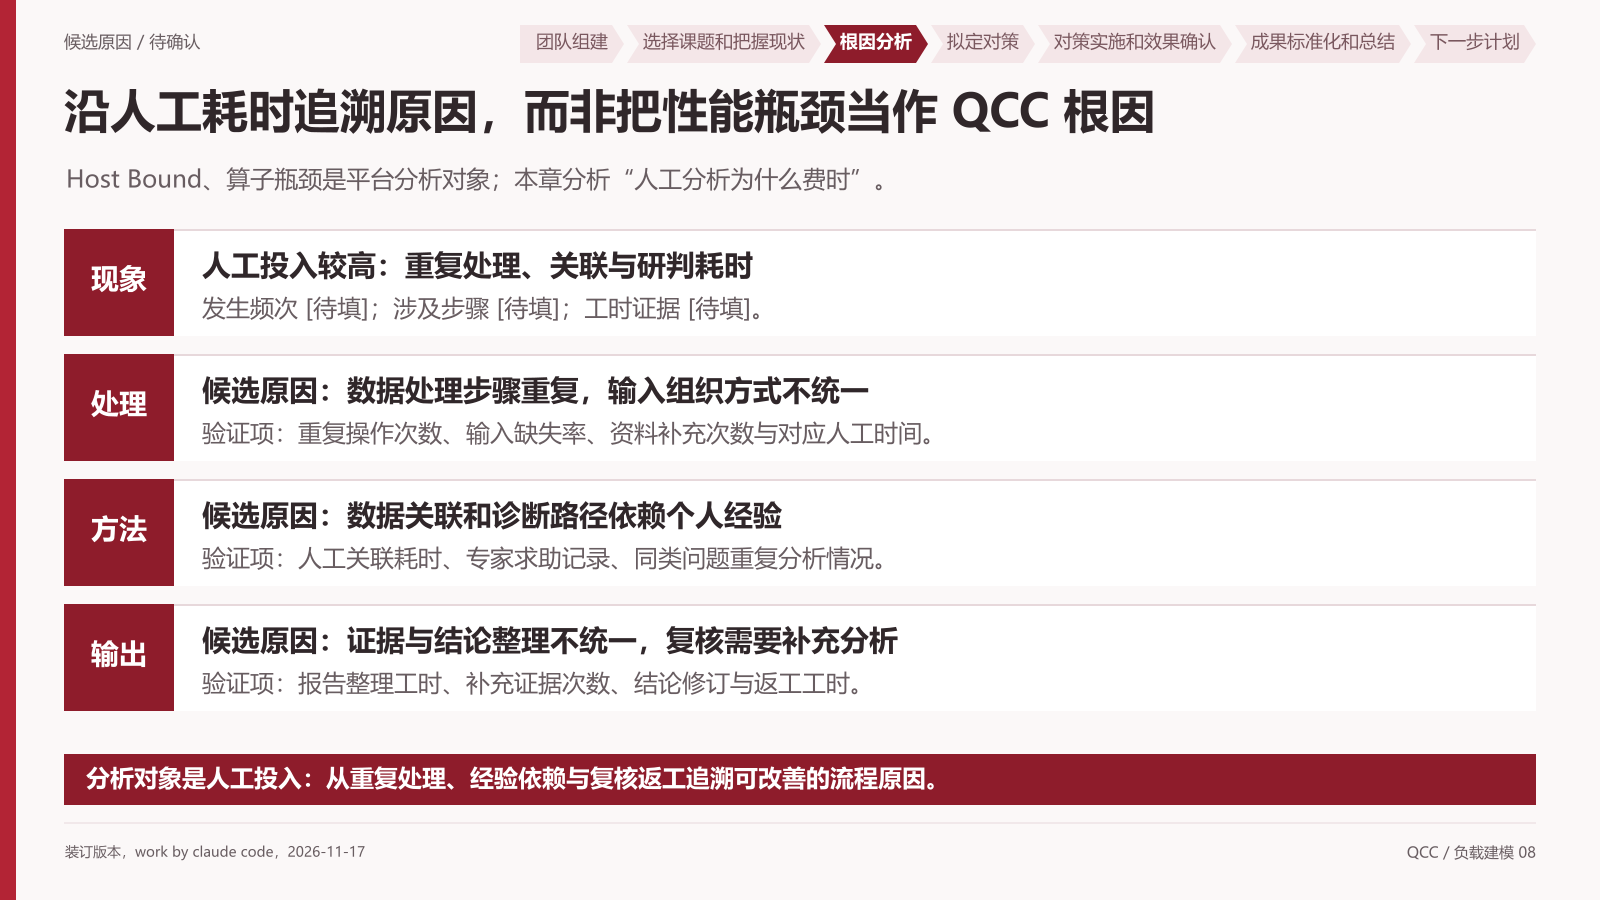 候选原因 / 待确认
团队组建
选择课题和把握现状
根因分析
拟定对策
对策实施和效果确认
成果标准化和总结
下一步计划
沿人工耗时追溯原因，而非把性能瓶颈当作 QCC 根因
Host Bound、算子瓶颈是平台分析对象；本章分析“人工分析为什么费时”。
现象
人工投入较高：重复处理、关联与研判耗时
发生频次 [待填]；涉及步骤 [待填]；工时证据 [待填]。
处理
候选原因：数据处理步骤重复，输入组织方式不统一
验证项：重复操作次数、输入缺失率、资料补充次数与对应人工时间。
方法
候选原因：数据关联和诊断路径依赖个人经验
验证项：人工关联耗时、专家求助记录、同类问题重复分析情况。
输出
候选原因：证据与结论整理不统一，复核需要补充分析
验证项：报告整理工时、补充证据次数、结论修订与返工工时。
分析对象是人工投入：从重复处理、经验依赖与复核返工追溯可改善的流程原因。
装订版本，work by claude code，2026-11-17
QCC / 负载建模 08